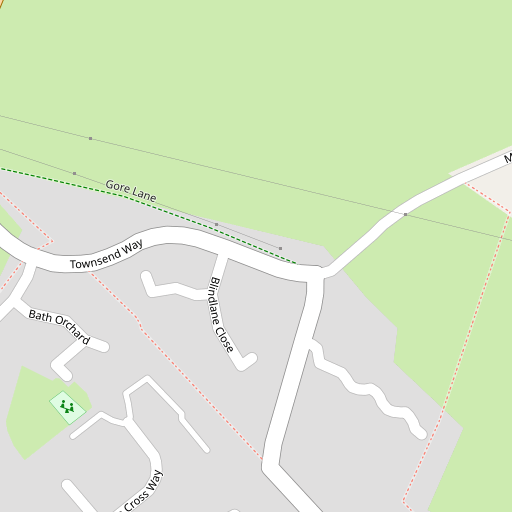 Gore Lane
Townsend Way
Blindlane Close
Bath Orchard
Cross Way